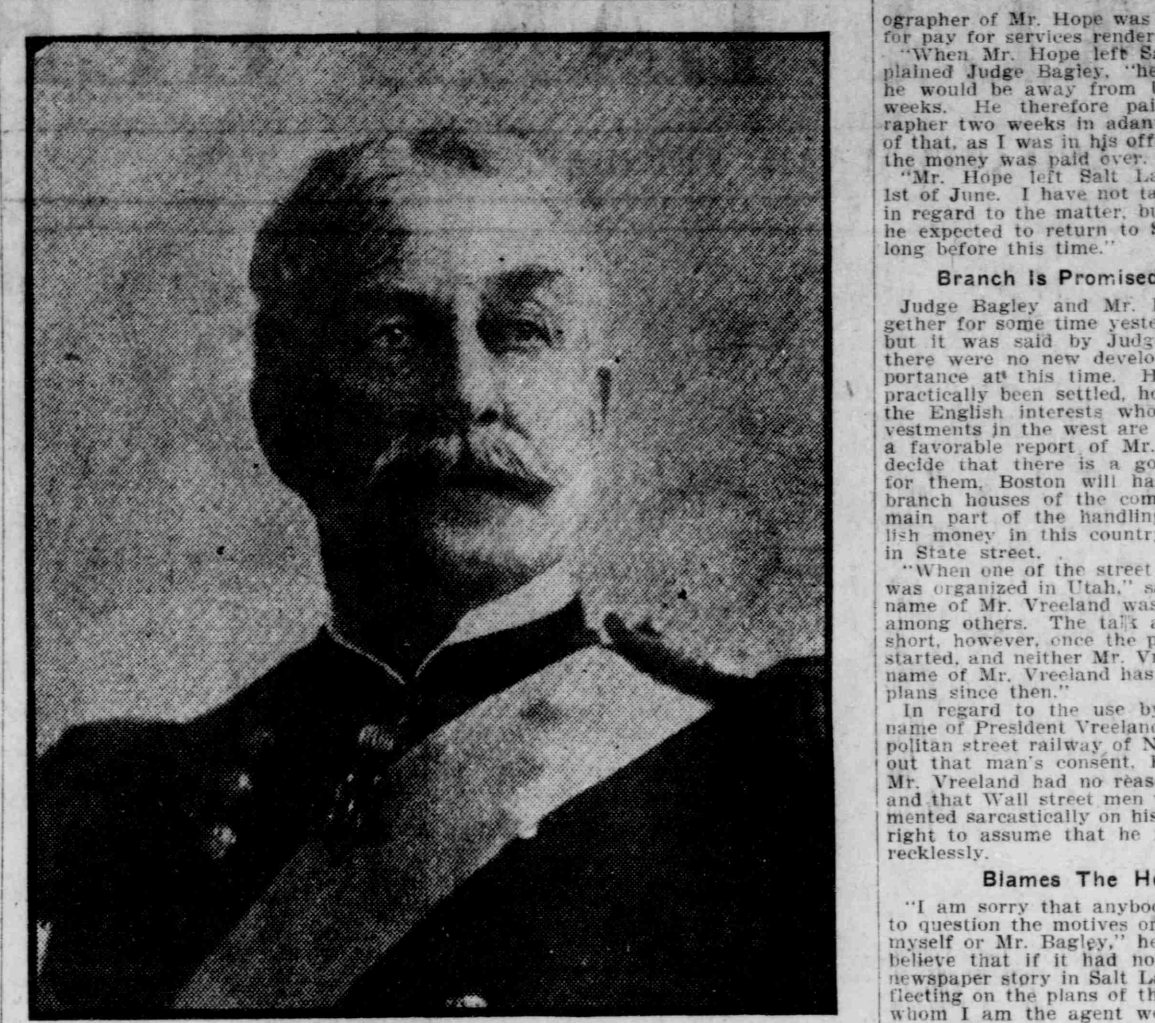 ographer of Mr. Hope was
for pay for services render
"When Mr. Hope left Sa
plained Judge Bagley, "he
he would be away from
weeks. He therefore pai
rapher two weeks in adan
of that, as I was in his off
the money was paid over.
"Mr. Hope left Salt La
1st of June. I have not ta
in regard to the matter, bu
he expected to return to S
long before this time."
Branch Is Promised
Judge Bagley and Mr.
gether for some time yeste
but it was said by Judg
there were no new develo
portance at this time. H
practically been settled, he
the English interests who
vestments in the west are
a favorable report of Mr.
decide that there is a go
for them, Boston will ha
branch houses of the com
main part of the handling
lish money in this countr
in State street.
"When one of the street
was organized in Utah," s
name of Mr. Vreeland was
among others. The talk a
short, however, once the p
started, and neither Mr. Vr
name of Mr. Vreeland has
plans since then."
In regard to the use by
name of President Vreeland
politan street railway of N
out that man's consent,
Mr. Vreeland had no reas
and that Wall street men
mented sarcastically on his
right to assume that he
recklessly.
Blames The He
"I am sorry that anyboc
to question the motives of
myself or Mr. Bagley," he
believe that if it had no
newspaper story in Salt La
flecting on the plans of th
whom I am the agent we